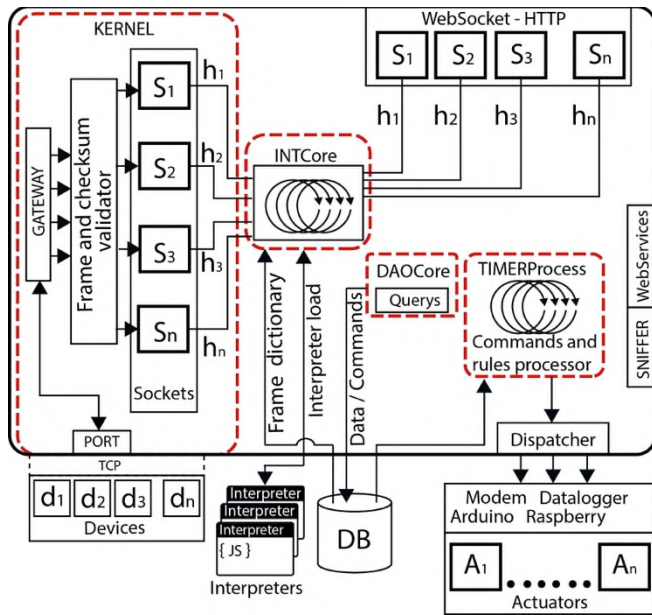 KERNEL
WebSocket - HTTP
S1
S2
S3
Sn
h1
h2
h3
hn
GATEWAY
Frame and checksum
validator
S1
S2
S3
Sn
Sockets
h1
h2
h3
hn
INTCore
DAOCore
Querys
TIMERProcess
Commands and
rules processor
WebServices
SNIFFER
Frame dictionary
Interpreter load
Data / Commands
PORT
Dispatcher
TCP
d1
d2
d3
dn
Devices
Interpreter
Interpreter
Interpreter
{ JS }
Interpreters
DB
Modem Datalogger
Arduino Raspberry
A1
An
Actuators